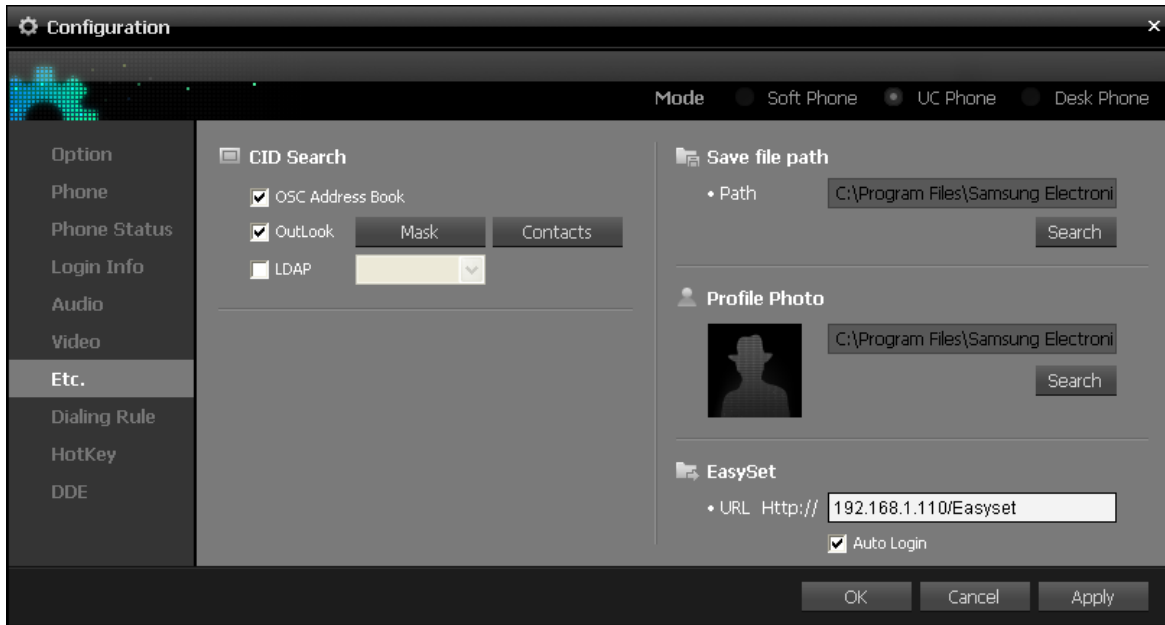 Configuration
Mode Soft Phone UC Phone Desk Phone
Option
Phone
Phone Status
Login Info
Audio
Video
Etc.
Dialing Rule
HotKey
DDE
CID Search
OSC Address Book
OutLook Mask Contacts
LDAP
Save file path
• Path C:\Program Files\Samsung Electroni
Search
Profile Photo
C:\Program Files\Samsung Electroni
Search
EasySet
• URL Http:// 192.168.1.110/Easyset
Auto Login
OK Cancel Apply